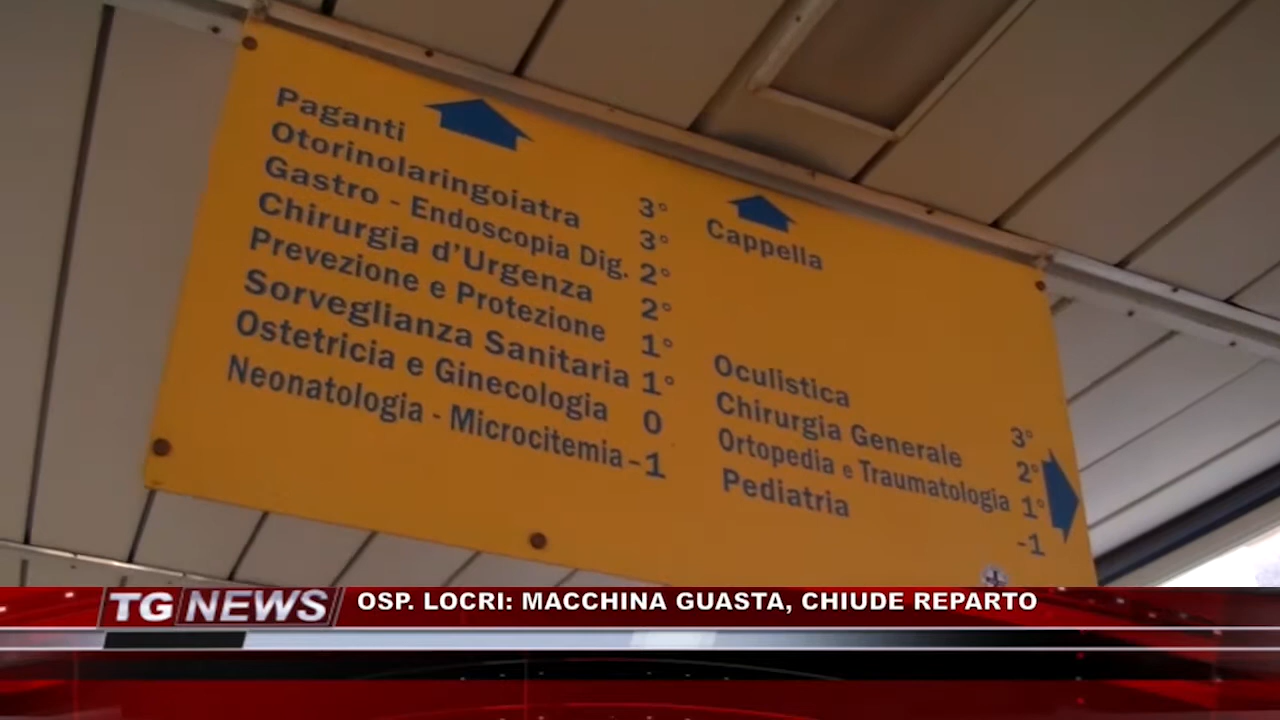 Paganti 3°
Otorinolaringoiatra 3°
Gastro - Endoscopia Dig. 2°
Chirurgia d'Urgenza 2°
Prevezione e Protezione 1°
Sorveglianza Sanitaria 1°
Ostetricia e Ginecologia 0
Neonatologia - Microcitemia -1
Cappella
Oculistica 3°
Chirurgia Generale 2°
Ortopedia e Traumatologia 1°
Pediatria -1
TG NEWS
OSP. LOCRI: MACCHINA GUASTA, CHIUDE REPARTO